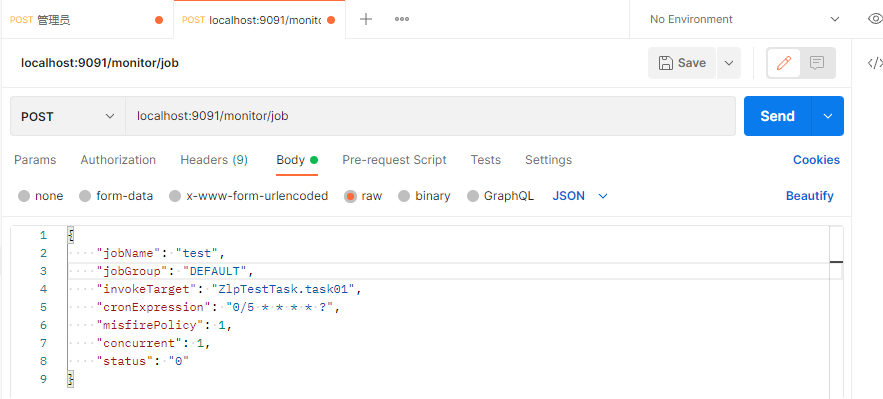 POST 管理员
POST localhost:9091/monito
No Environment
localhost:9091/monitor/job
Save
POST
localhost:9091/monitor/job
Send
Params Authorization Headers (9) Body Pre-request Script Tests Settings Cookies
none form-data x-www-form-urlencoded raw binary GraphQL JSON Beautify
1 {
2 "jobName": "test",
3 "jobGroup": "DEFAULT",
4 "invokeTarget": "ZlpTestTask.task01",
5 "cronExpression": "0/5 * * * * ?",
6 "misfirePolicy": 1,
7 "concurrent": 1,
8 "status": "0"
9 }